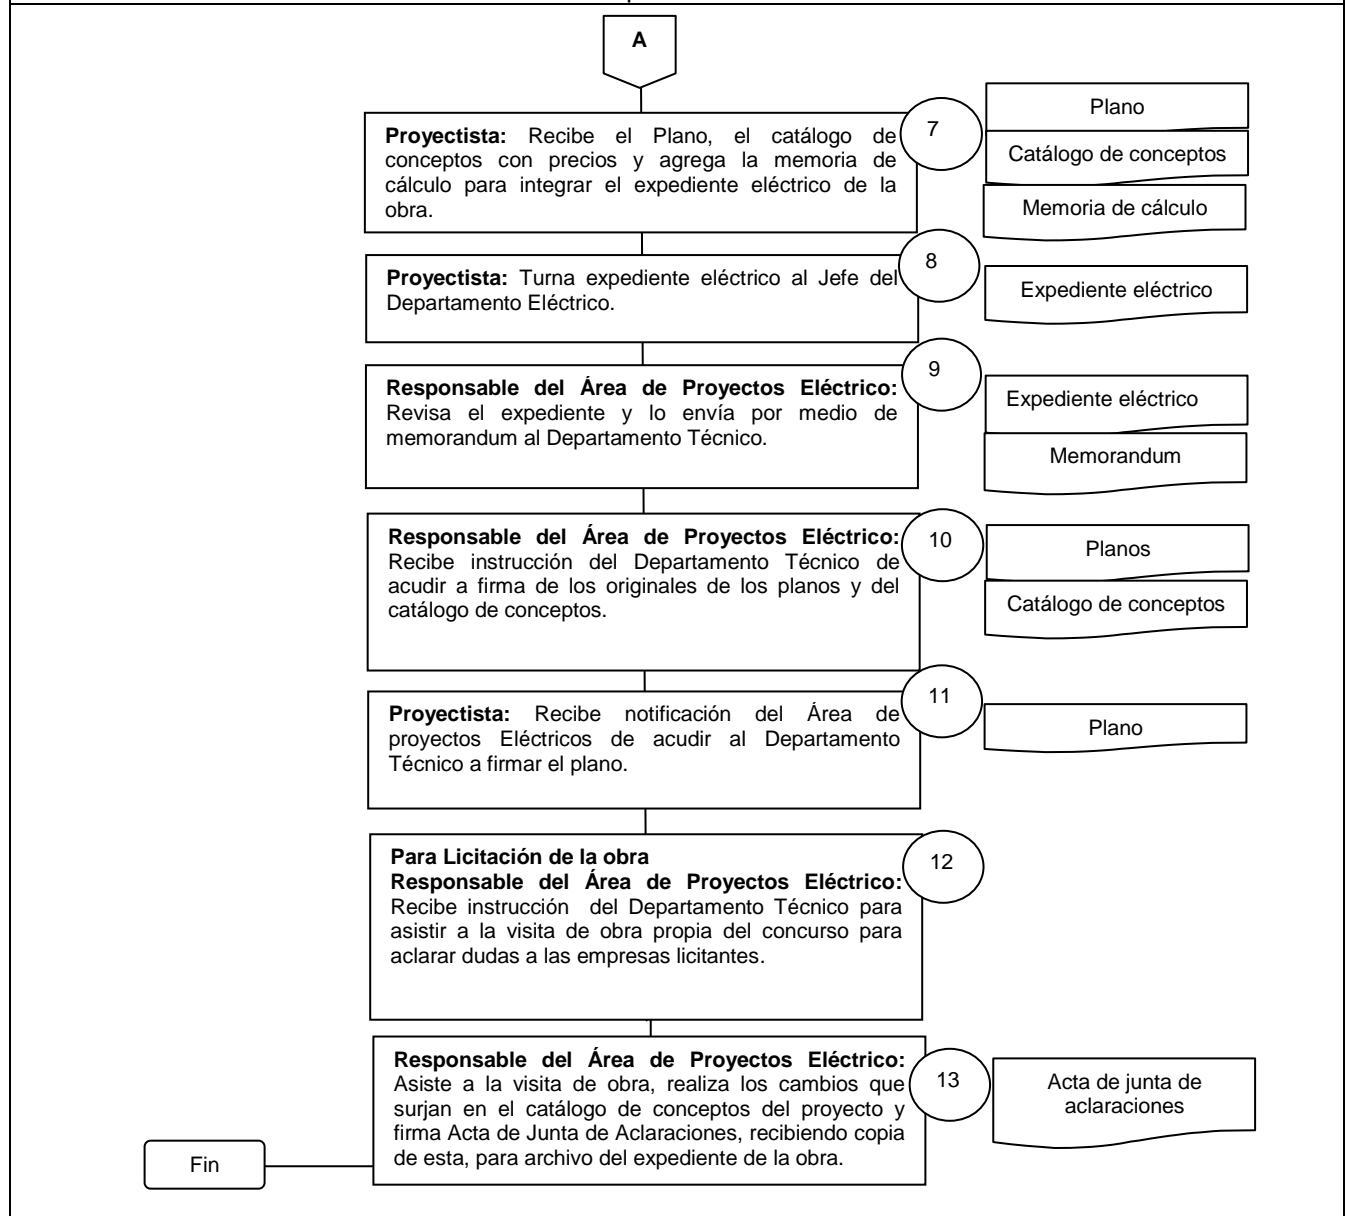 A
Proyectista: Recibe el Plano, el catálogo de
conceptos con precios y agrega la memoria de
cálculo para integrar el expediente eléctrico de la
obra.
7
Plano
Catálogo de conceptos
Memoria de cálculo
Proyectista: Turna expediente eléctrico al Jefe del
Departamento Eléctrico.
8
Expediente eléctrico
Responsable del Área de Proyectos Eléctrico:
Revisa el expediente y lo envía por medio de
memorandum al Departamento Técnico.
9
Expediente eléctrico
Memorandum
Responsable del Área de Proyectos Eléctrico:
Recibe instrucción del Departamento Técnico de
acudir a firma de los originales de los planos y del
catálogo de conceptos.
10
Planos
Catálogo de conceptos
Proyectista: Recibe notificación del Área de
proyectos Eléctricos de acudir al Departamento
Técnico a firmar el plano.
11
Plano
Para Licitación de la obra
Responsable del Área de Proyectos Eléctrico:
Recibe instrucción del Departamento Técnico para
asistir a la visita de obra propia del concurso para
aclarar dudas a las empresas licitantes.
12
Responsable del Área de Proyectos Eléctrico:
Asiste a la visita de obra, realiza los cambios que
surjan en el catálogo de conceptos del proyecto y
firma Acta de Junta de Aclaraciones, recibiendo copia
de esta, para archivo del expediente de la obra.
13
Acta de junta de
aclaraciones
Fin